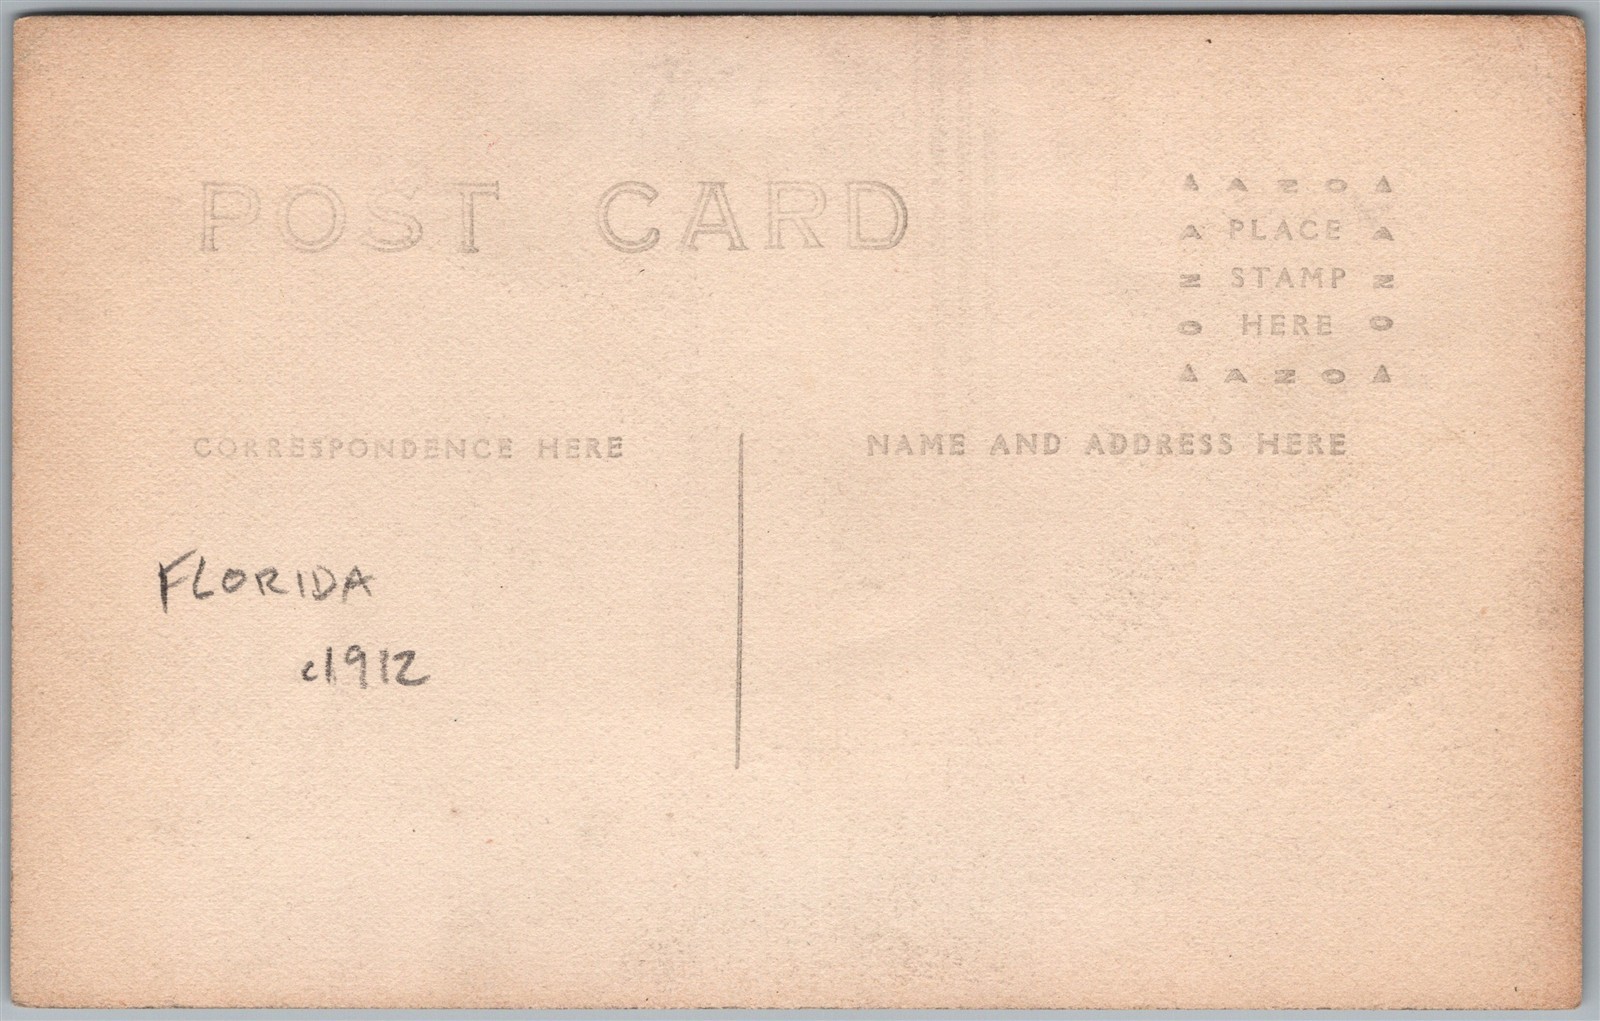 POST CARD
AZO
A PLACE A
Z STAMP Z
O HERE O
AZO
CORRESPONDENCE HERE
NAME AND ADDRESS HERE
FLORIDA
c1912